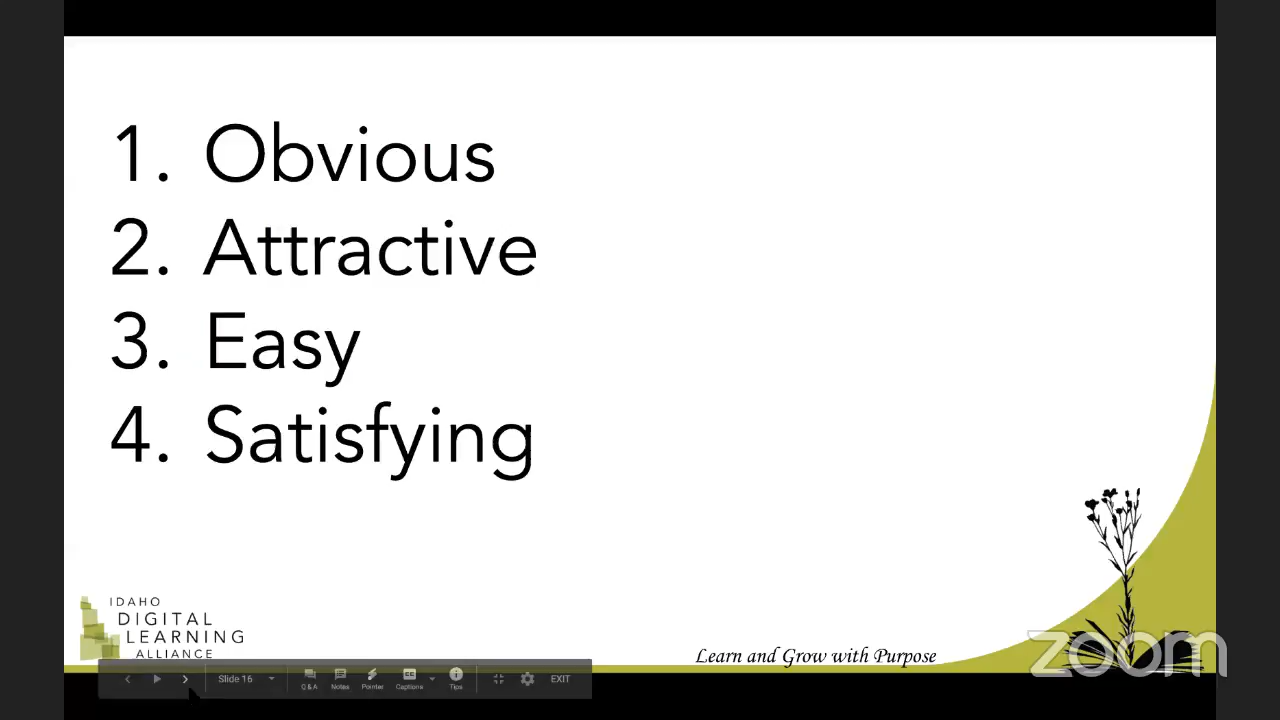 1. Obvious
2. Attractive
3. Easy
4. Satisfying
IDAHO
DIGITAL
LEARNING
ALLIANCE
Learn and Grow with Purpose
zoom
Slide 16
Q & A
Notes
Pointer
CC
Captions
Tips
EXIT